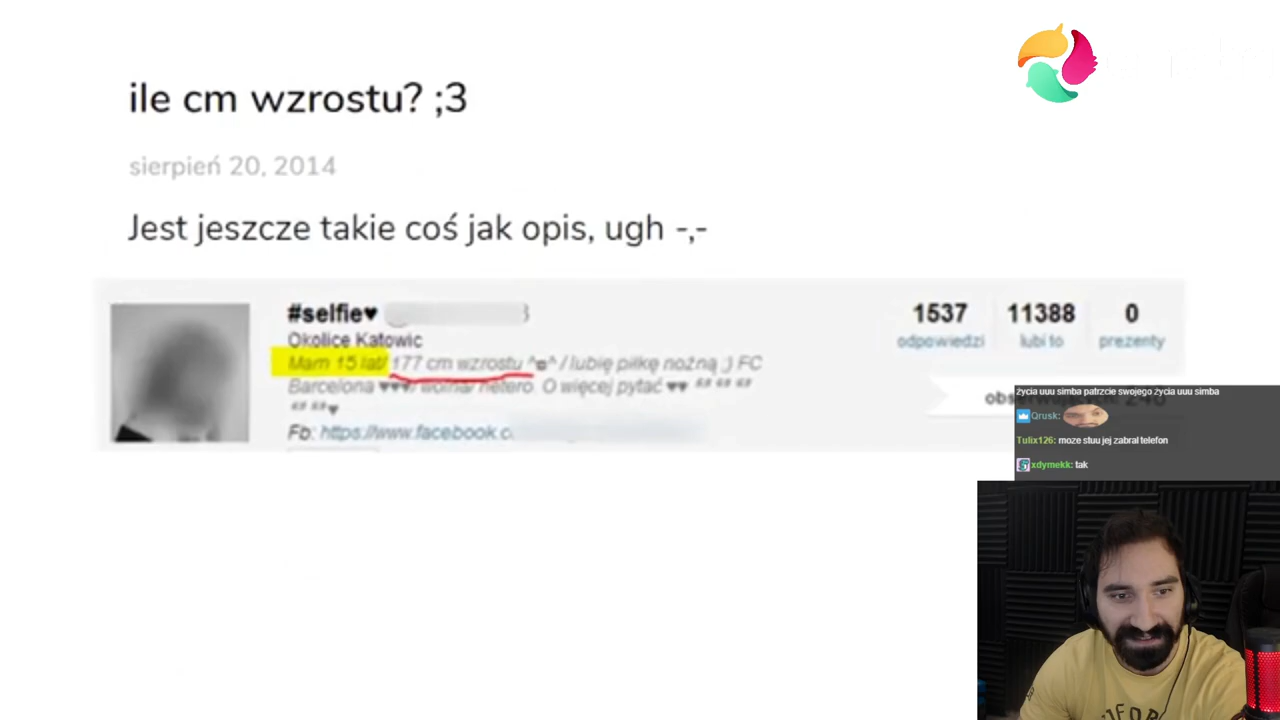 ile cm wzrostu? ;3
sierpień 20, 2014
Jest jeszcze takie coś jak opis, ugh -,-
#selfie♥
Okolice Katowic
Mam 15 lat/ 177 cm wzrostu ^ ^ / lubię piłkę nożną ;) FC
Barcelona ♥♥♥/ wolna/ hetero. O więcej pytać ♥♥
Fb: https://www.facebook.c
1537 11388 0
odpowiedzi lubi to prezenty
życia uuu simba patrzcie swojego życia uuu simba
Qrusk:
Tulix126: moze stuu jej zabral telefon
xdymekk: tak